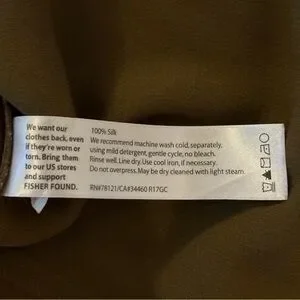 We want our
clothes back, even
if they're worn or
torn. Bring them
to our US stores
and support
FISHER FOUND.
100% Silk
We recommend machine wash cold, separately,
using mild detergent, gentle cycle, no bleach.
Rinse well. Line dry. Use cool iron, if necessary.
Do not overpress. May be dry cleaned with light steam.
RN#78121/CA#34460 R17GC